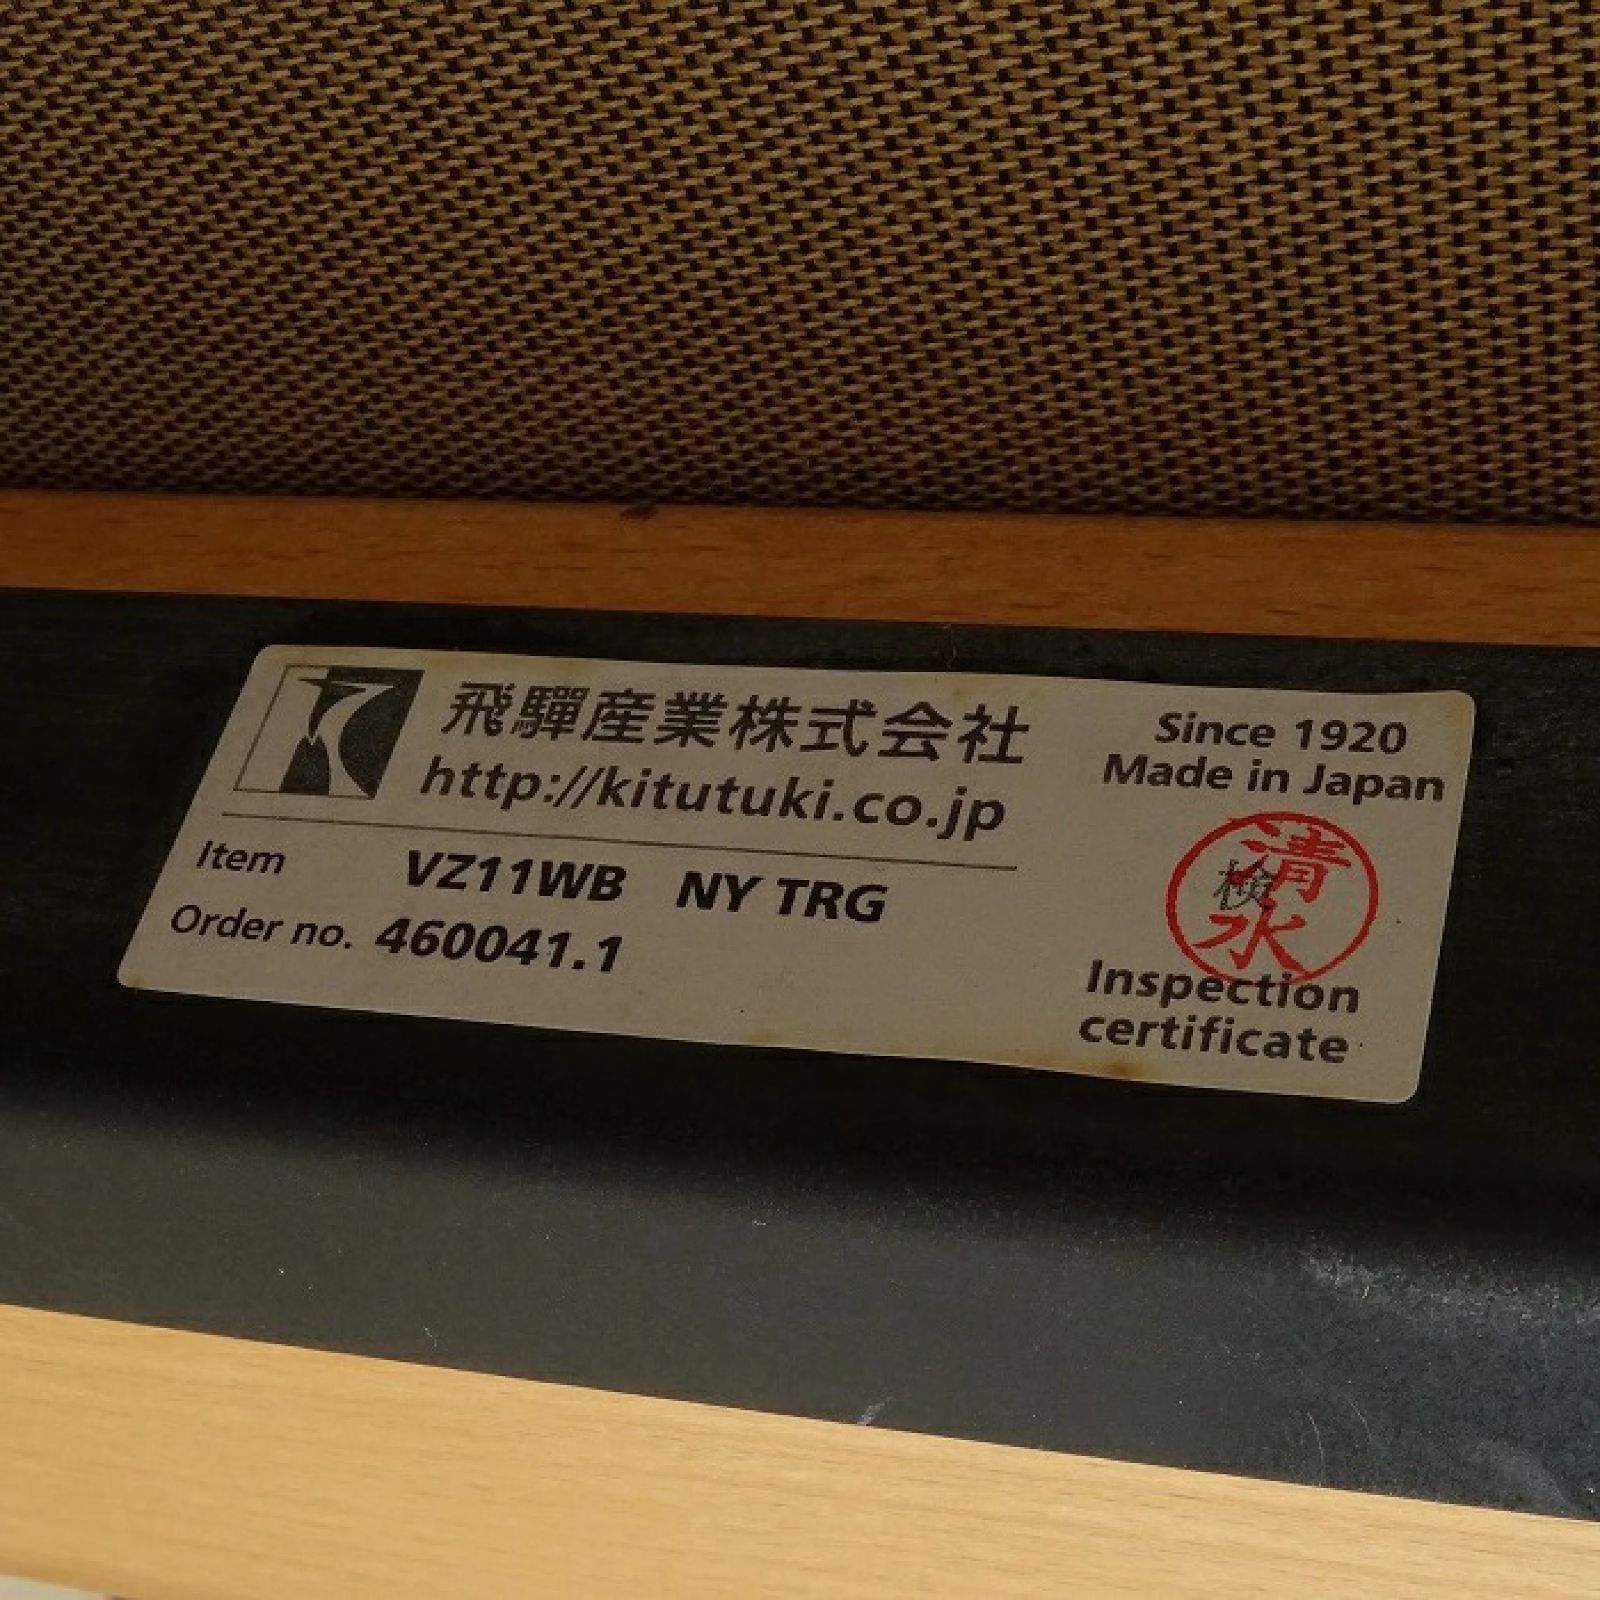 飛騨産業株式会社
http://kitutuki.co.jp
Item VZ11WB NY TRG
Order no. 460041.1
Since 1920
Made in Japan
検
清水
Inspection
certificate